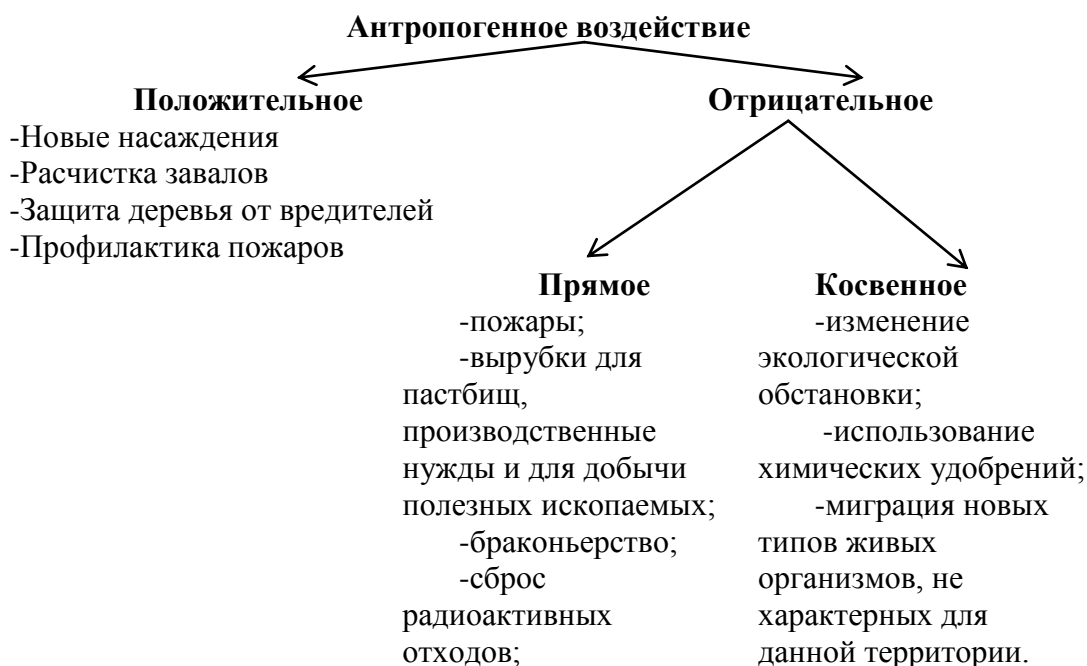 Антропогенное воздействие
Положительное
-Новые насаждения
-Расчистка завалов
-Защита деревья от вредителей
-Профилактика пожаров
Отрицательное
Прямое
-пожары;
-вырубки для
пастбищ,
производственные
нужды и для добычи
полезных ископаемых;
-браконьерство;
-сброс
радиоактивных
отходов;
Косвенное
-изменение
экологической
обстановки;
-использование
химических удобрений;
-миграция новых
типов живых
организмов, не
характерных для
данной территории.